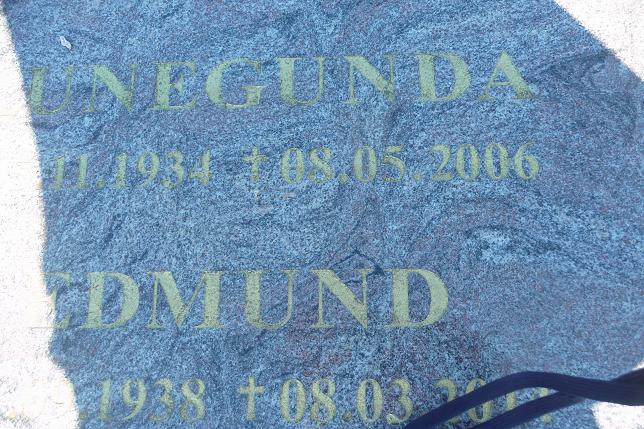 UNEGUNDA
.11.1934 † 08.05.2006
EDMUND
.1938 † 08.03